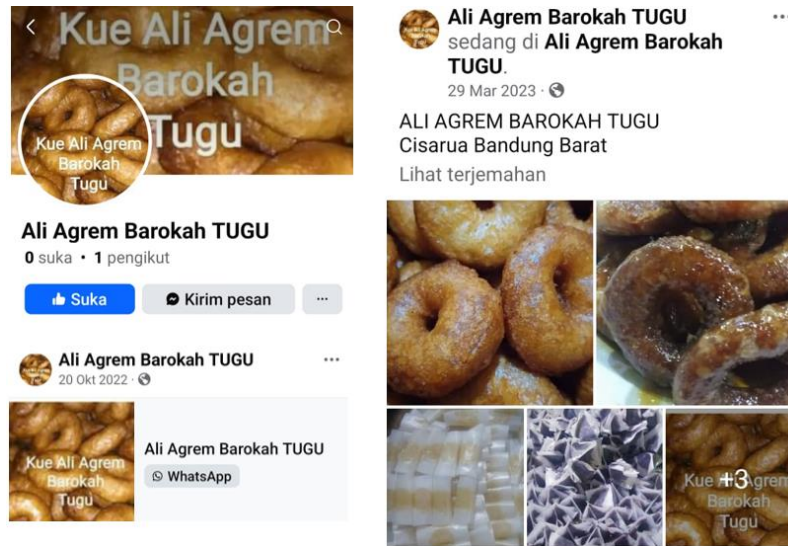 Kue Ali Agrem
Barokah
Tugu
Kue Ali Agrem
Barokah
Tugu
Ali Agrem Barokah TUGU
0 suka • 1 pengikut
Suka
Kirim pesan
...
Ali Agrem Barokah TUGU
20 Okt 2022 ·
Kue Ali Agrem
Barokah
Tugu
Ali Agrem Barokah TUGU
WhatsApp
Ali Agrem Barokah TUGU
sedang di Ali Agrem Barokah
TUGU.
29 Mar 2023 ·
ALI AGREM BAROKAH TUGU
Cisarua Bandung Barat
Lihat terjemahan
+3
Kue Ali Agrem
Barokah
Tugu